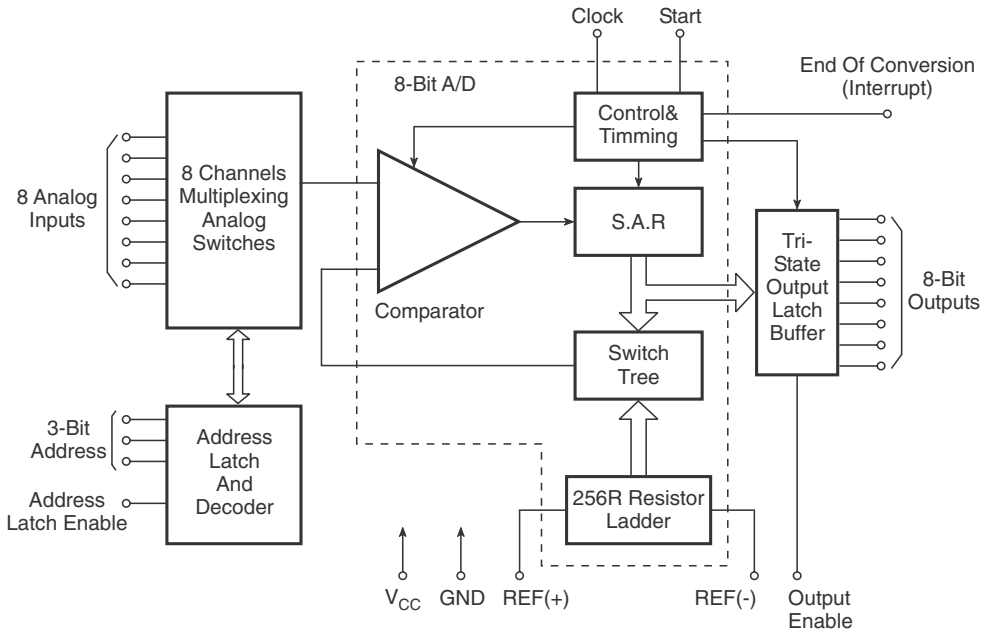 Clock
Start
8-Bit A/D
End Of Conversion
(Interrupt)
Control&
Timming
8 Analog
Inputs
8 Channels
Multiplexing
Analog
Switches
S.A.R
Comparator
Tri-
State
Output
Latch
Buffer
8-Bit
Outputs
Switch
Tree
3-Bit
Address
Address
Latch Enable
Address
Latch
And
Decoder
256R Resistor
Ladder
VCC
GND
REF(+)
REF(-)
Output
Enable